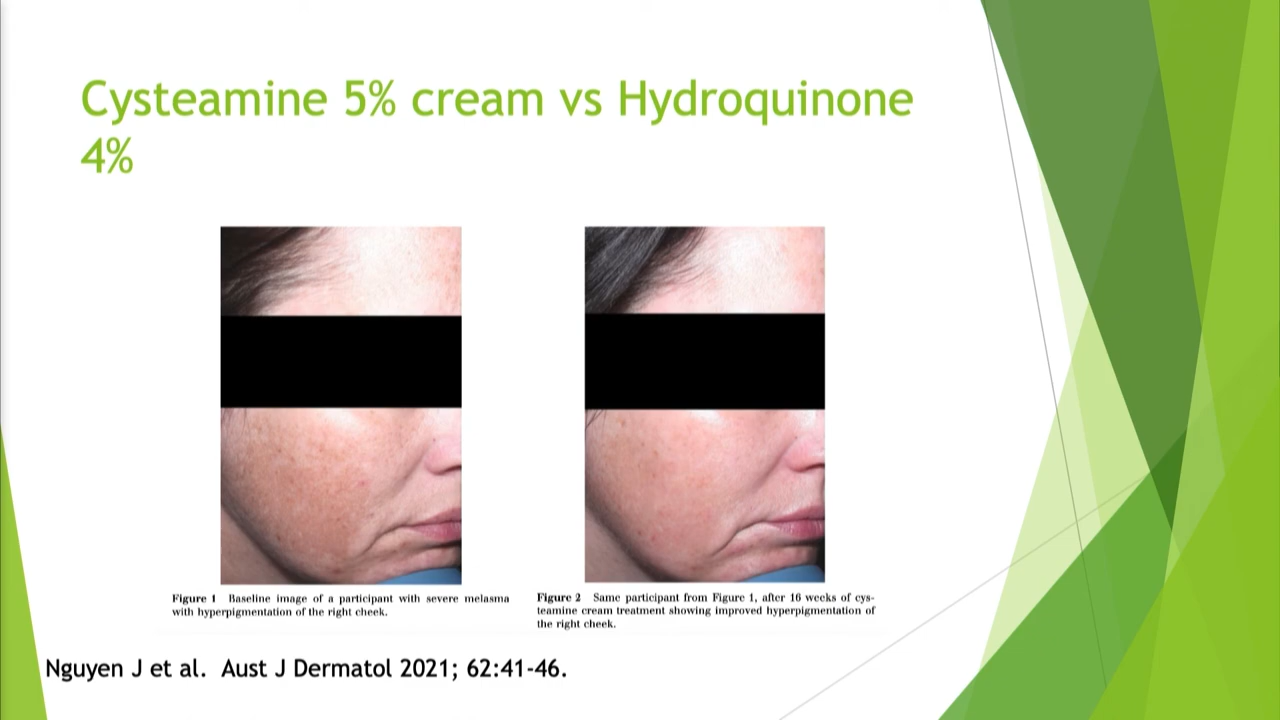 Cysteamine 5% cream vs Hydroquinone
4%
Figure 1 Baseline image of a participant with severe melasma
with hyperpigmentation of the right cheek.
Figure 2 Same participant from Figure 1, after 16 weeks of cys-
teamine cream treatment showing improved hyperpigmentation of
the right cheek.
Nguyen J et al. Aust J Dermatol 2021; 62:41-46.